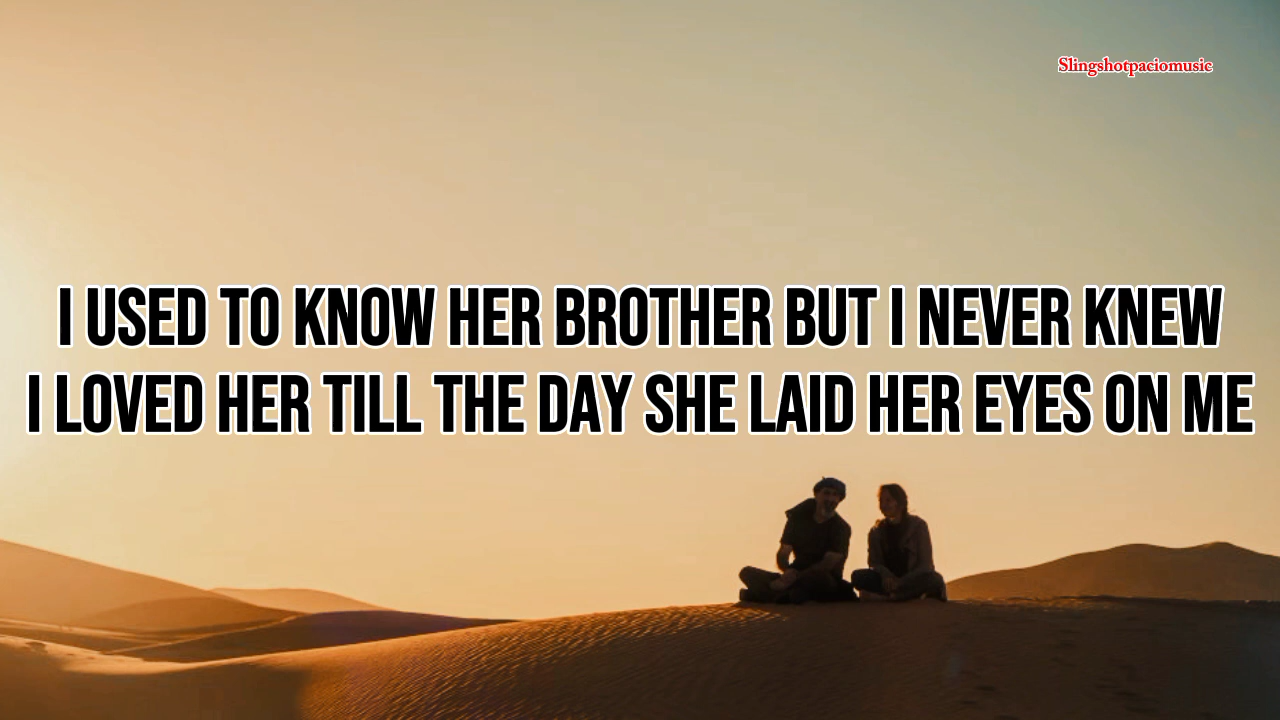 Slingshotpaciomusic
I USED TO KNOW HER BROTHER BUT I NEVER KNEW
I LOVED HER TILL THE DAY SHE LAID HER EYES ON ME